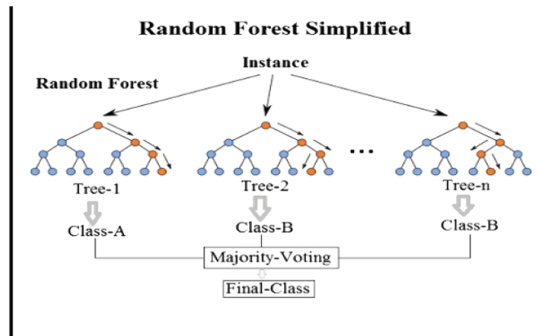 Random Forest Simplified
Instance
Random Forest
...
Tree-1
Tree-2
Tree-n
Class-A
Class-B
Class-B
Majority-Voting
Final-Class